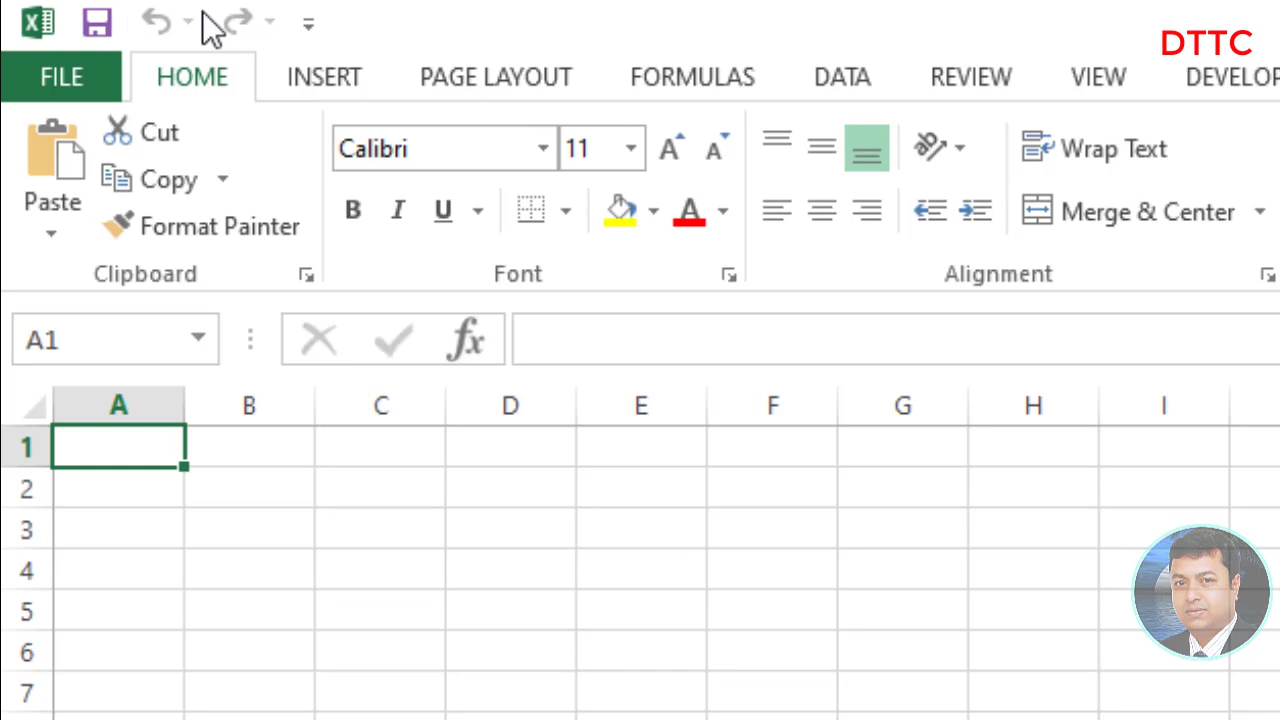 DTTC
FILE HOME INSERT PAGE LAYOUT FORMULAS DATA REVIEW VIEW DEVELOP
Cut
Copy
Format Painter
Paste
Clipboard
Calibri 11
B I U
Font
Wrap Text
Merge & Center
Alignment
A1 fx
A B C D E F G H I
1
2
3
4
5
6
7